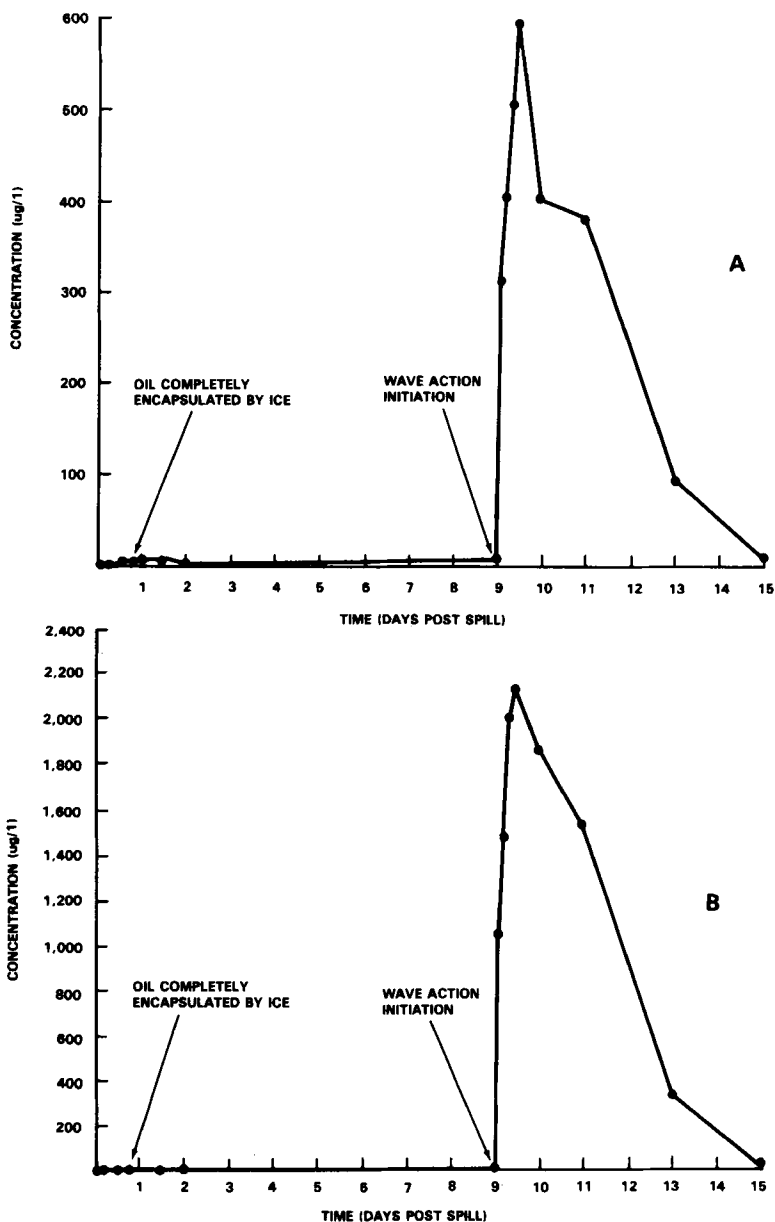 600
500
400
300
200
100
CONCENTRATION (ug/1)
A
OIL COMPLETELY
ENCAPSULATED BY ICE
WAVE ACTION
INITIATION
1 2 3 4 5 6 7 8 9 10 11 12 13 14 15
TIME (DAYS POST SPILL)
2,400
2,200
2,000
1,800
1,600
1,400
1,200
1,000
800
600
400
200
CONCENTRATION (ug/1)
B
OIL COMPLETELY
ENCAPSULATED BY ICE
WAVE ACTION
INITIATION
1 2 3 4 5 6 7 8 9 10 11 12 13 14 15
TIME (DAYS POST SPILL)